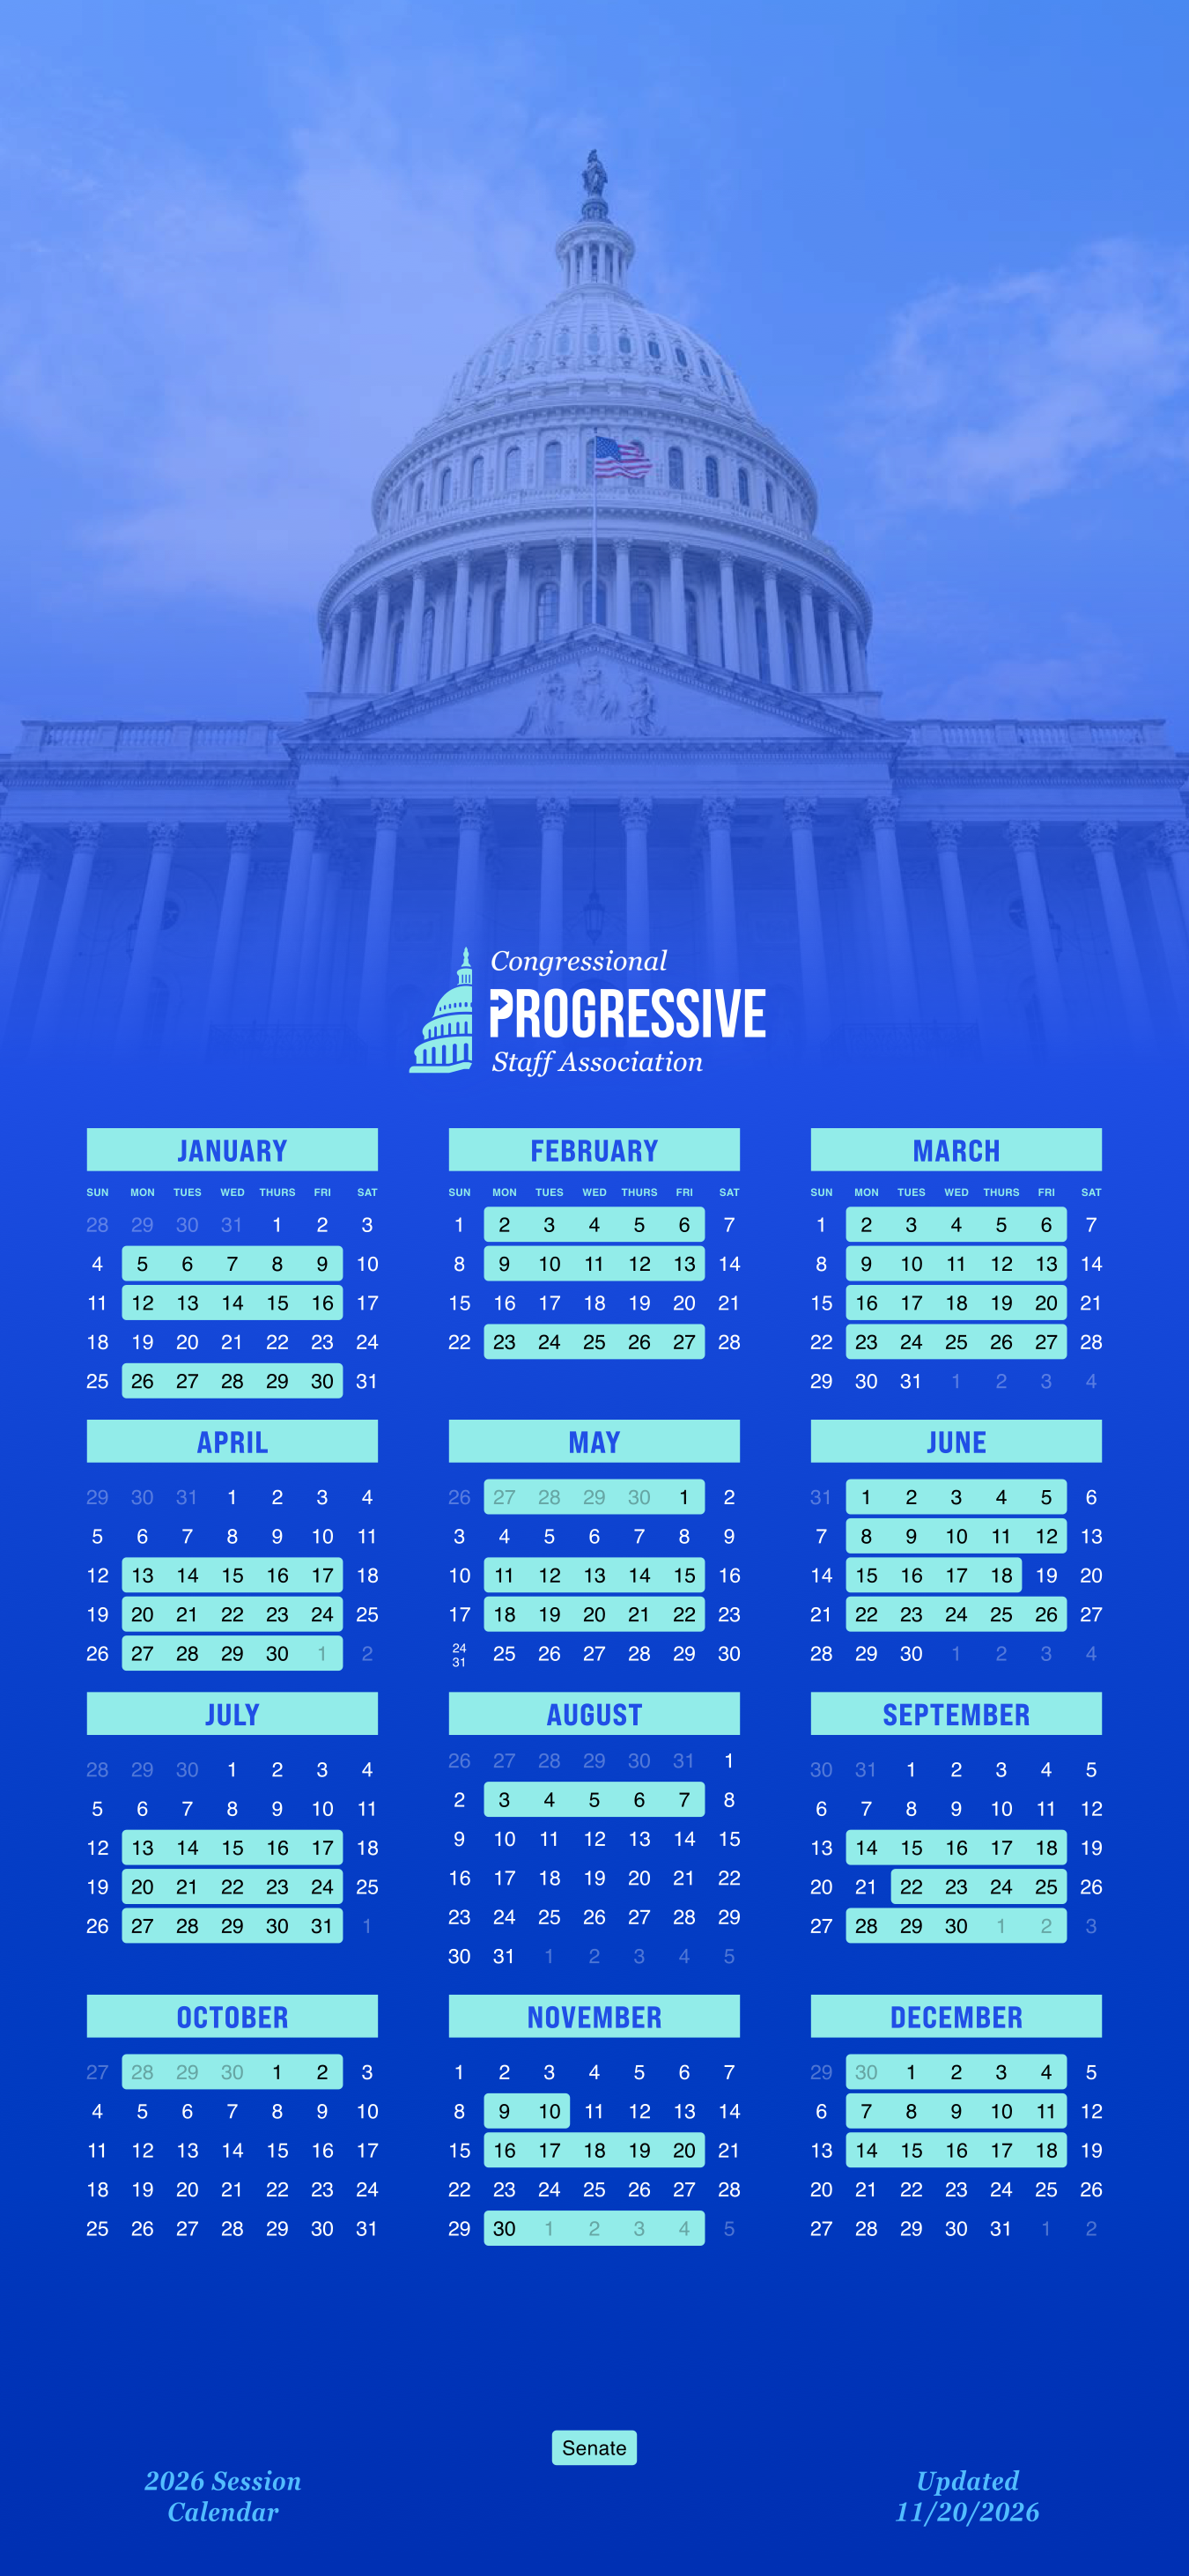 Congressional
PROGRESSIVE
Staff Association
JANUARY
SUN MON TUES WED THURS FRI SAT
28 29 30 31 1 2 3
4 5 6 7 8 9 10
11 12 13 14 15 16 17
18 19 20 21 22 23 24
25 26 27 28 29 30 31
FEBRUARY
SUN MON TUES WED THURS FRI SAT
1 2 3 4 5 6 7
8 9 10 11 12 13 14
15 16 17 18 19 20 21
22 23 24 25 26 27 28
MARCH
SUN MON TUES WED THURS FRI SAT
1 2 3 4 5 6 7
8 9 10 11 12 13 14
15 16 17 18 19 20 21
22 23 24 25 26 27 28
29 30 31 1 2 3 4
APRIL
29 30 31 1 2 3 4
5 6 7 8 9 10 11
12 13 14 15 16 17 18
19 20 21 22 23 24 25
26 27 28 29 30 1 2
MAY
26 27 28 29 30 1 2
3 4 5 6 7 8 9
10 11 12 13 14 15 16
17 18 19 20 21 22 23
24 31 25 26 27 28 29 30
JUNE
31 1 2 3 4 5 6
7 8 9 10 11 12 13
14 15 16 17 18 19 20
21 22 23 24 25 26 27
28 29 30 1 2 3 4
JULY
28 29 30 1 2 3 4
5 6 7 8 9 10 11
12 13 14 15 16 17 18
19 20 21 22 23 24 25
26 27 28 29 30 31 1
AUGUST
26 27 28 29 30 31 1
2 3 4 5 6 7 8
9 10 11 12 13 14 15
16 17 18 19 20 21 22
23 24 25 26 27 28 29
30 31 1 2 3 4 5
SEPTEMBER
30 31 1 2 3 4 5
6 7 8 9 10 11 12
13 14 15 16 17 18 19
20 21 22 23 24 25 26
27 28 29 30 1 2 3
OCTOBER
27 28 29 30 1 2 3
4 5 6 7 8 9 10
11 12 13 14 15 16 17
18 19 20 21 22 23 24
25 26 27 28 29 30 31
NOVEMBER
1 2 3 4 5 6 7
8 9 10 11 12 13 14
15 16 17 18 19 20 21
22 23 24 25 26 27 28
29 30 1 2 3 4 5
DECEMBER
29 30 1 2 3 4 5
6 7 8 9 10 11 12
13 14 15 16 17 18 19
20 21 22 23 24 25 26
27 28 29 30 31 1 2
Senate
2026 Session
Calendar
Updated
11/20/2026